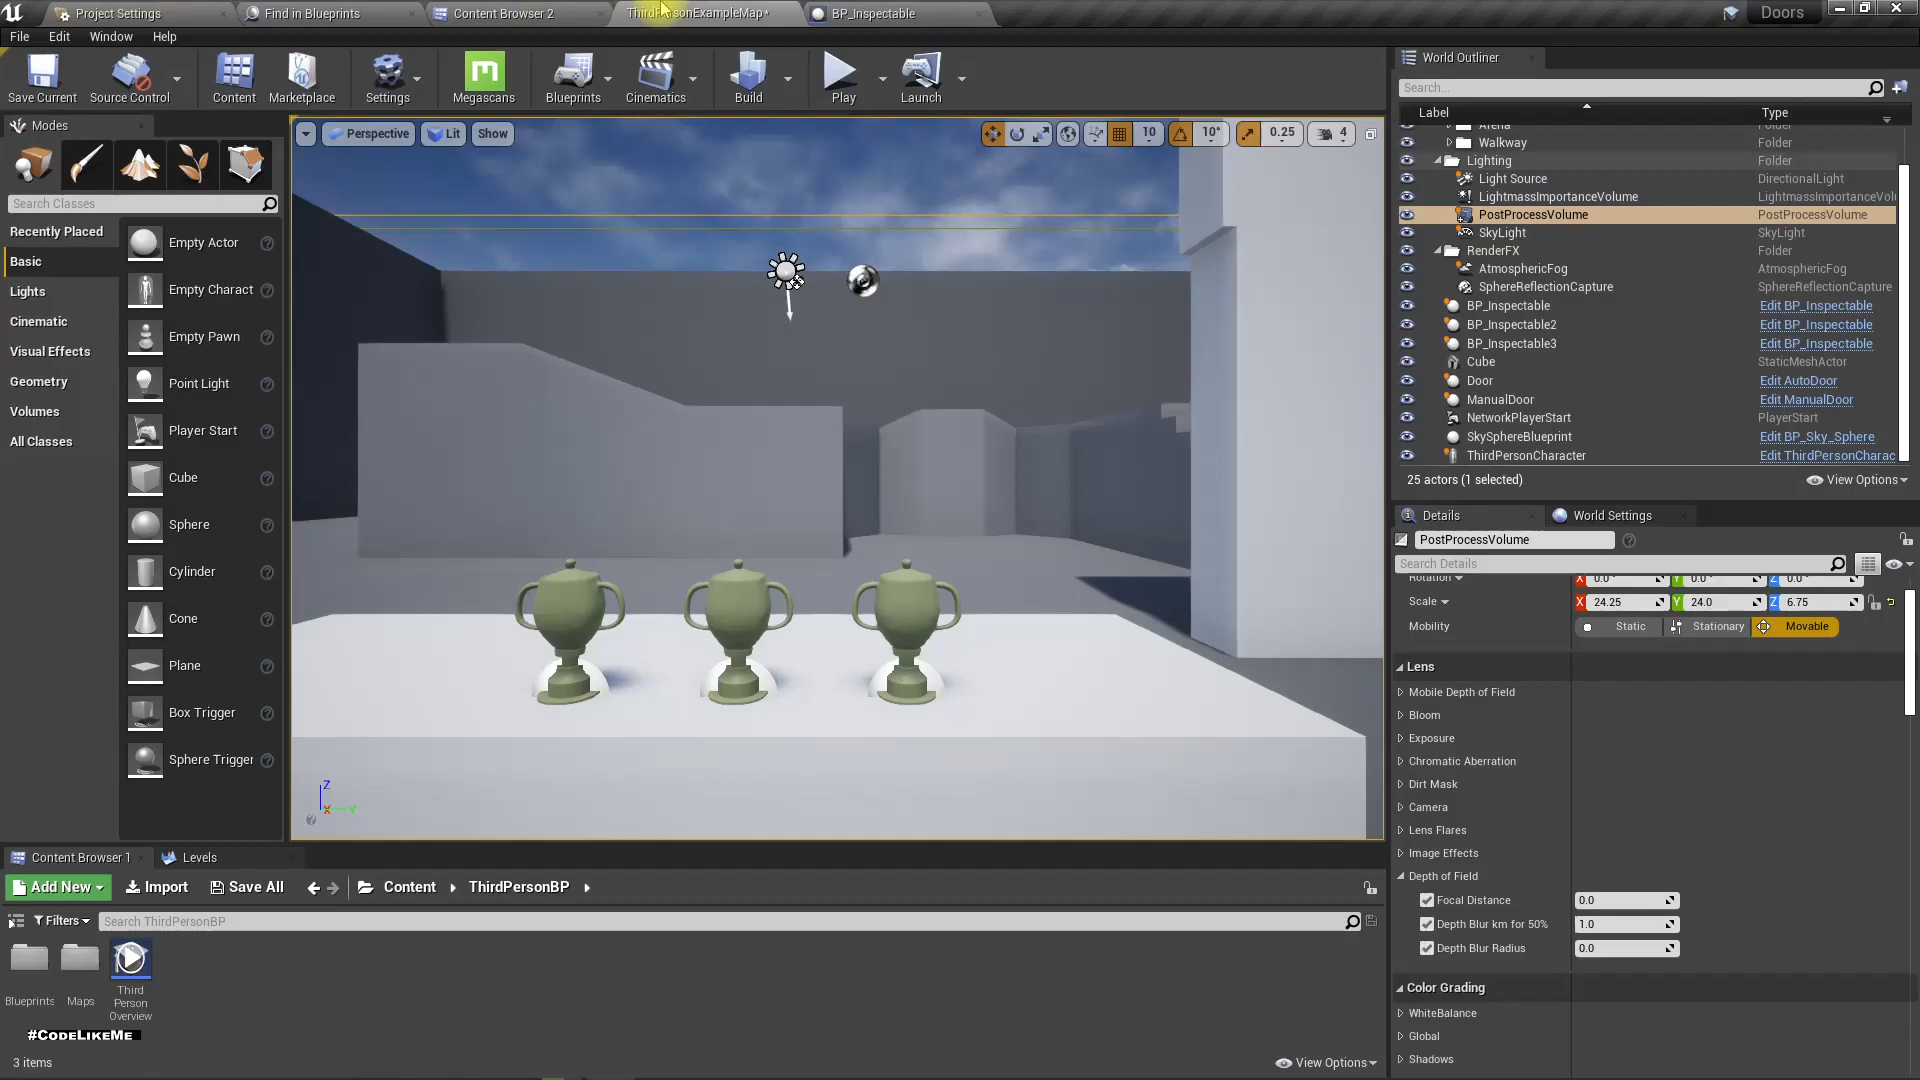 Project Settings
Find in Blueprints
Content Browser 2
ThirdPersonExampleMap*
BP_Inspectable
Doors
File Edit Window Help
Save Current
Source Control
Content
Marketplace
Settings
Megascans
Blueprints
Cinematics
Build
Play
Launch
Modes
Search Classes
Recently Placed
Basic
Lights
Cinematic
Visual Effects
Geometry
Volumes
All Classes
Empty Actor
Empty Charact
Empty Pawn
Point Light
Player Start
Cube
Sphere
Cylinder
Cone
Plane
Box Trigger
Sphere Trigger
Perspective Lit Show
10 10° 0.25 4
Z
X Y
World Outliner
Search...
Label Type
Arena Folder
Walkway Folder
Lighting Folder
Light Source DirectionalLight
LightmassImportanceVolume LightmassImportanceVolu
PostProcessVolume PostProcessVolume
SkyLight SkyLight
RenderFX Folder
AtmosphericFog AtmosphericFog
SphereReflectionCapture SphereReflectionCapture
BP_Inspectable Edit BP_Inspectable
BP_Inspectable2 Edit BP_Inspectable
BP_Inspectable3 Edit BP_Inspectable
Cube StaticMeshActor
Door Edit AutoDoor
ManualDoor Edit ManualDoor
NetworkPlayerStart PlayerStart
SkySphereBlueprint Edit BP_Sky_Sphere
ThirdPersonCharacter Edit ThirdPersonCharac
25 actors (1 selected)
View Options
Details
World Settings
PostProcessVolume
Search Details
Rotation X 0.0° Y 0.0° Z 0.0°
Scale X 24.25 Y 24.0 Z 6.75
Mobility Static Stationary Movable
Lens
Mobile Depth of Field
Bloom
Exposure
Chromatic Aberration
Dirt Mask
Camera
Lens Flares
Image Effects
Depth of Field
Focal Distance 0.0
Depth Blur km for 50% 1.0
Depth Blur Radius 0.0
Color Grading
WhiteBalance
Global
Shadows
Content Browser 1
Levels
Add New
Import
Save All
Content
ThirdPersonBP
Filters
Search ThirdPersonBP
Blueprints
Maps
Third
Person
Overview
#CodeLikeMe
3 items
View Options